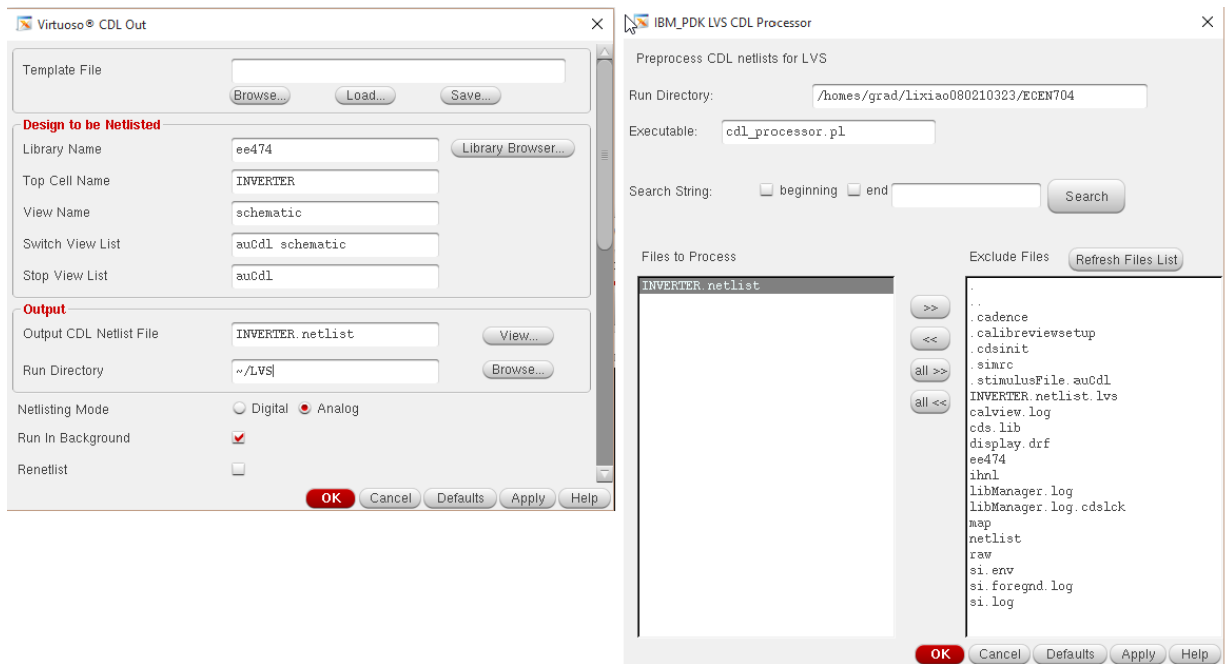 Virtuoso® CDL Out
Template File
Browse... Load... Save...
Design to be Netlisted
Library Name ee474 Library Browser...
Top Cell Name INVERTER
View Name schematic
Switch View List auCdl schematic
Stop View List auCdl
Output
Output CDL Netlist File INVERTER.netlist View...
Run Directory ~/LVS Browse...
Netlisting Mode Digital Analog
Run In Background
Renetlist
OK Cancel Defaults Apply Help
IBM_PDK LVS CDL Processor
Preprocess CDL netlists for LVS
Run Directory: /homes/grad/lixiao080210323/ECEN704
Executable: cdl_processor.pl
Search String: beginning end Search
Files to Process
INVERTER.netlist
>>
<<
all >>
all <<
Exclude Files Refresh Files List
.
..
.cadence
.calibreviewsetup
.cdsinit
.simrc
.stimulusFile.auCdl
INVERTER.netlist.lvs
calview.log
cds.lib
display.drf
ee474
ihnl
libManager.log
libManager.log.cdslck
map
netlist
raw
si.env
si.foregnd.log
si.log
OK Cancel Defaults Apply Help